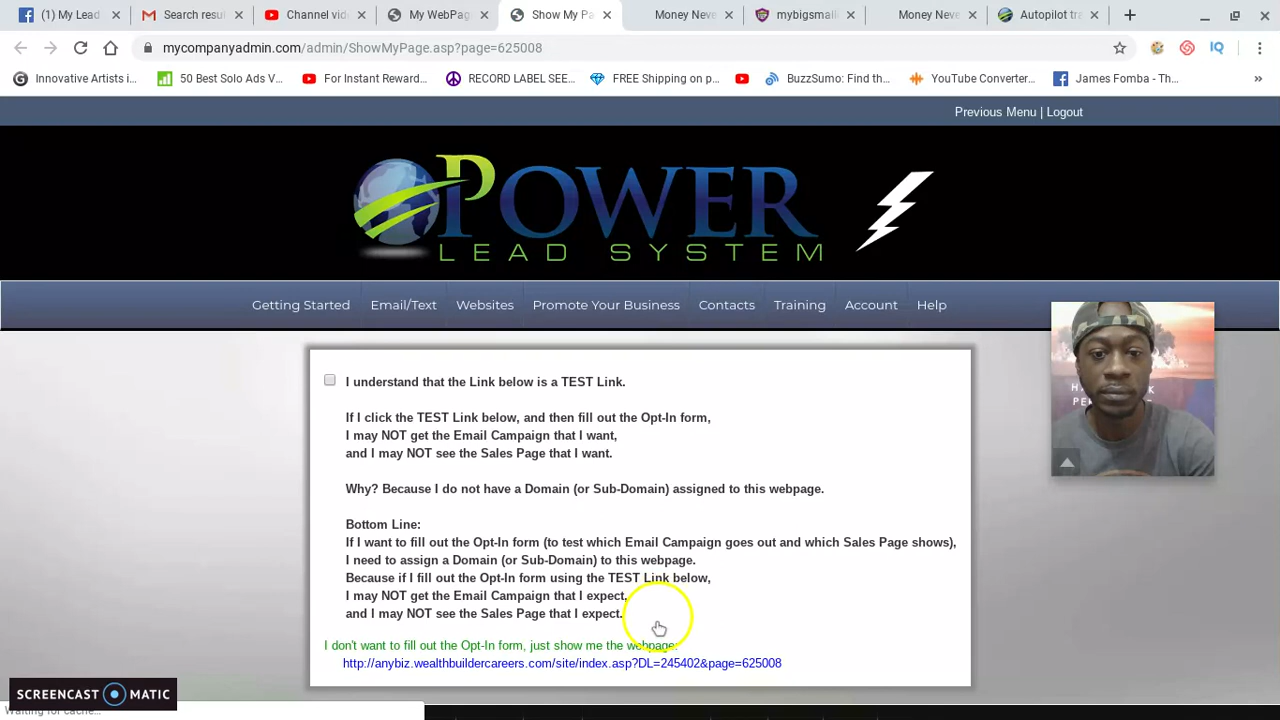 (1) My Lead
Search resu
Channel vid
My WebPag
Show My Pa
Money Neve
mybigsmall
Money Neve
Autopilot tra
mycompanyadmin.com/admin/ShowMyPage.asp?page=625008
Innovative Artists i...
50 Best Solo Ads V...
For Instant Reward...
RECORD LABEL SEE...
FREE Shipping on p...
BuzzSumo: Find th...
YouTube Converter...
James Fomba - Th...
Previous Menu | Logout
POWER
LEAD SYSTEM
Getting Started Email/Text Websites Promote Your Business Contacts Training Account Help
I understand that the Link below is a TEST Link.
If I click the TEST Link below, and then fill out the Opt-In form,
I may NOT get the Email Campaign that I want,
and I may NOT see the Sales Page that I want.
Why? Because I do not have a Domain (or Sub-Domain) assigned to this webpage.
Bottom Line:
If I want to fill out the Opt-In form (to test which Email Campaign goes out and which Sales Page shows),
I need to assign a Domain (or Sub-Domain) to this webpage.
Because if I fill out the Opt-In form using the TEST Link below,
I may NOT get the Email Campaign that I expect,
and I may NOT see the Sales Page that I expect.
I don't want to fill out the Opt-In form, just show me the webpage:
http://anybiz.wealthbuildercareers.com/site/index.asp?DL=245402&page=625008
SCREENCAST MATIC
Waiting for cache...